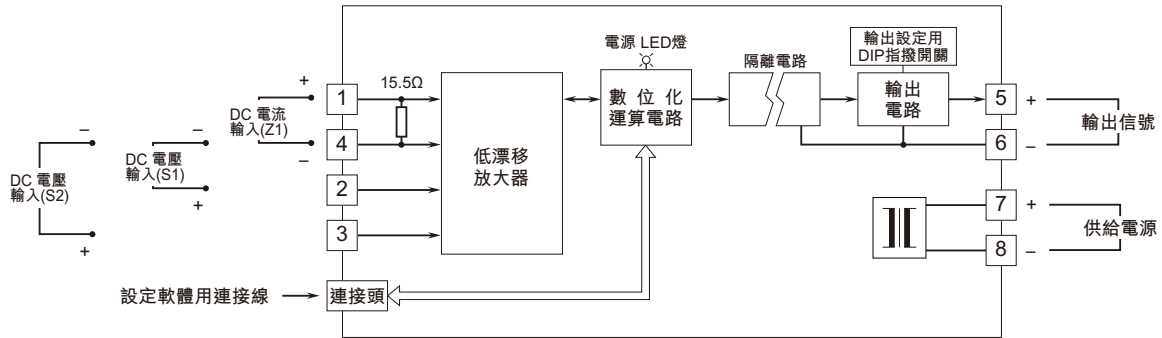 電源 LED燈
輸出設定用
DIP指撥開關
隔離電路
+
15.5Ω
1
DC 電流
輸入(Z1)
數位化
運算電路
輸出
電路
5
+
輸出信號
–
–
4
–
6
–
DC 電壓
輸入(S2)
DC 電壓
輸入(S1)
低漂移
放大器
2
+
7
+
3
供給電源
+
8
–
設定軟體用連接線
連接頭